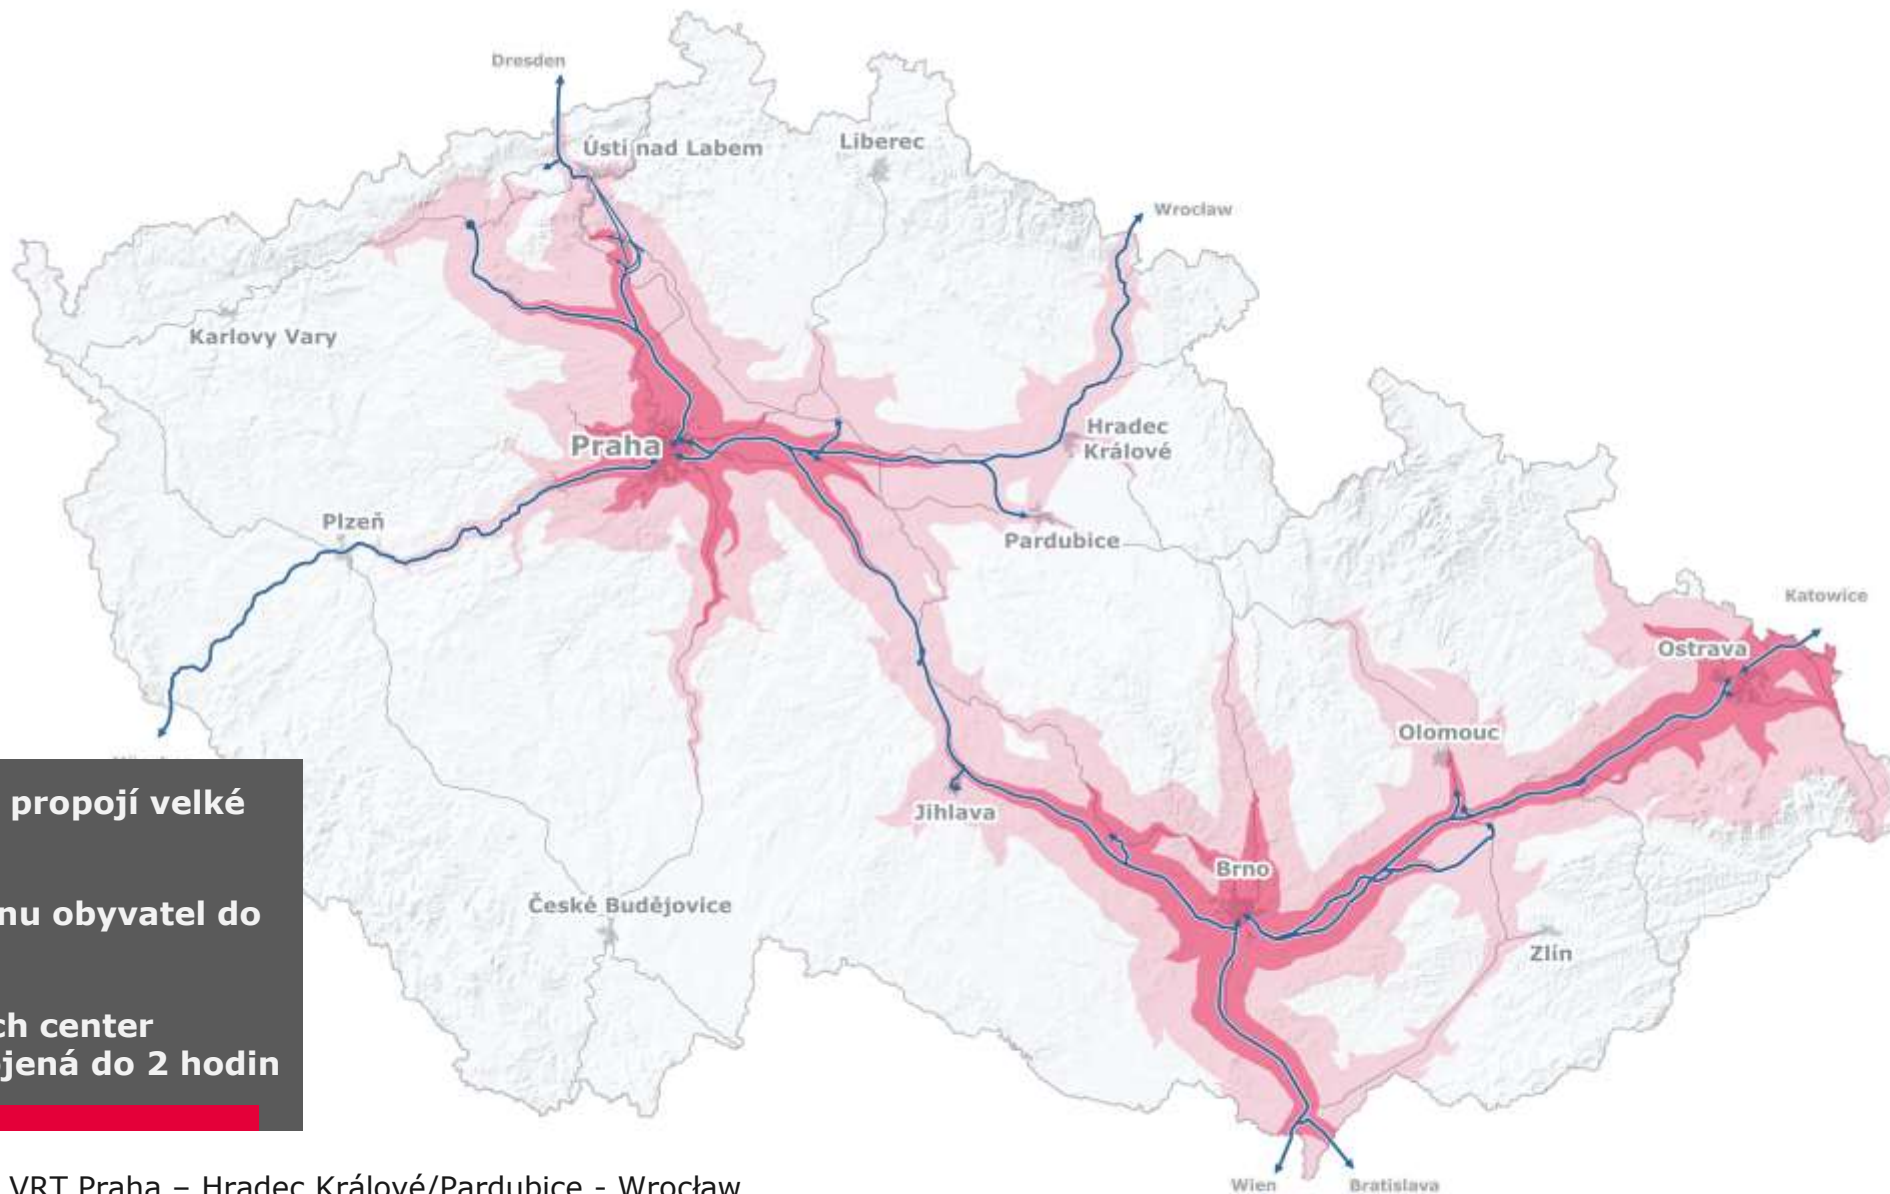 Dresden
Ústí nad Labem
Liberec
Wrocław
Karlovy Vary
Praha
Hradec
Králové
Plzeň
Pardubice
Katowice
Ostrava
Olomouc
propojí velké
Jihlava
Brno
nu obyvatel do
České Budějovice
Zlín
ch center
jená do 2 hodin
VRT Praha – Hradec Králové/Pardubice - Wrocław
Wien
Bratislava